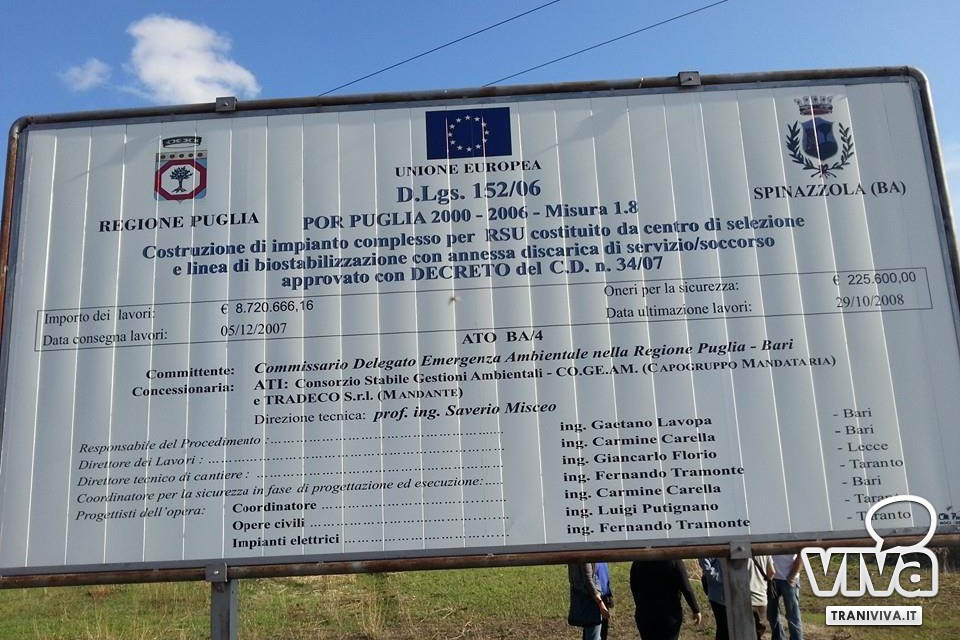 UNIONE EUROPEA
REGIONE PUGLIA
SPINAZZOLA (BA)
D.Lgs. 152/06
POR PUGLIA 2000 - 2006 - Misura 1.8
Costruzione di impianto complesso per RSU costituito da centro di selezione
e linea di biostabilizzazione con annessa discarica di servizio/soccorso
approvato con DECRETO del C.D. n. 34/07
Importo dei lavori: € 8.720.666,16 Oneri per la sicurezza: € 225.600,00
Data consegna lavori: 05/12/2007 Data ultimazione lavori: 29/10/2008
ATO BA/4
Committente: Commissario Delegato Emergenza Ambientale nella Regione Puglia - Bari
Concessionaria: ATI: Consorzio Stabile Gestioni Ambientali - CO.GE.AM. (Capogruppo Mandataria)
e TRADECO S.r.l. (Mandante)
Direzione tecnica: prof. ing. Saverio Misceo
Responsabile del Procedimento : ing. Gaetano Lavopa - Bari
Direttore dei Lavori : ing. Carmine Carella - Bari
Direttore tecnico di cantiere : ing. Giancarlo Florio - Lecce
Coordinatore per la sicurezza in fase di progettazione ed esecuzione: ing. Fernando Tramonte - Taranto
Progettisti dell'opera: Coordinatore ing. Carmine Carella - Bari
Opere civili ing. Luigi Putignano - Taranto
Impianti elettrici ing. Fernando Tramonte - Taranto
viva
TRANIVIVA.IT